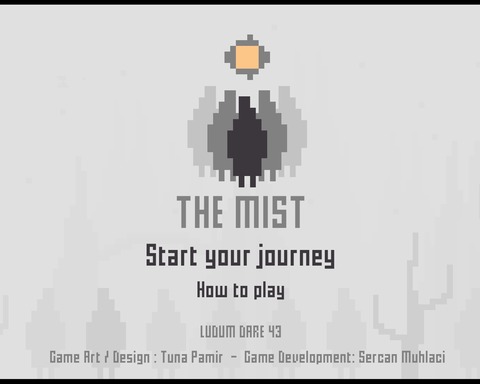 THE MIST
Start your journey
How to play
LUDUM DARE 43
Game Art / Design : Tuna Pamir - Game Development: Sercan Muhlaci